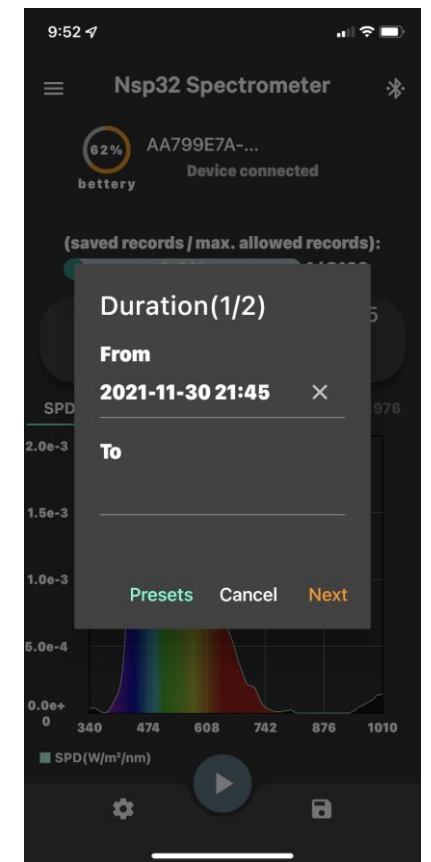 9:52
Nsp32 Spectrometer
62%
AA799E7A-...
Device connected
bettery
(saved records / max. allowed records):
Duration(1/2)
5
From
2021-11-30 21:45
SPD
976
To
2.0e-3
1.5e-3
1.0e-3
Presets Cancel Next
5.0e-4
0.0e+
0
340 474 608 742 876 1010
SPD(W/m²/nm)